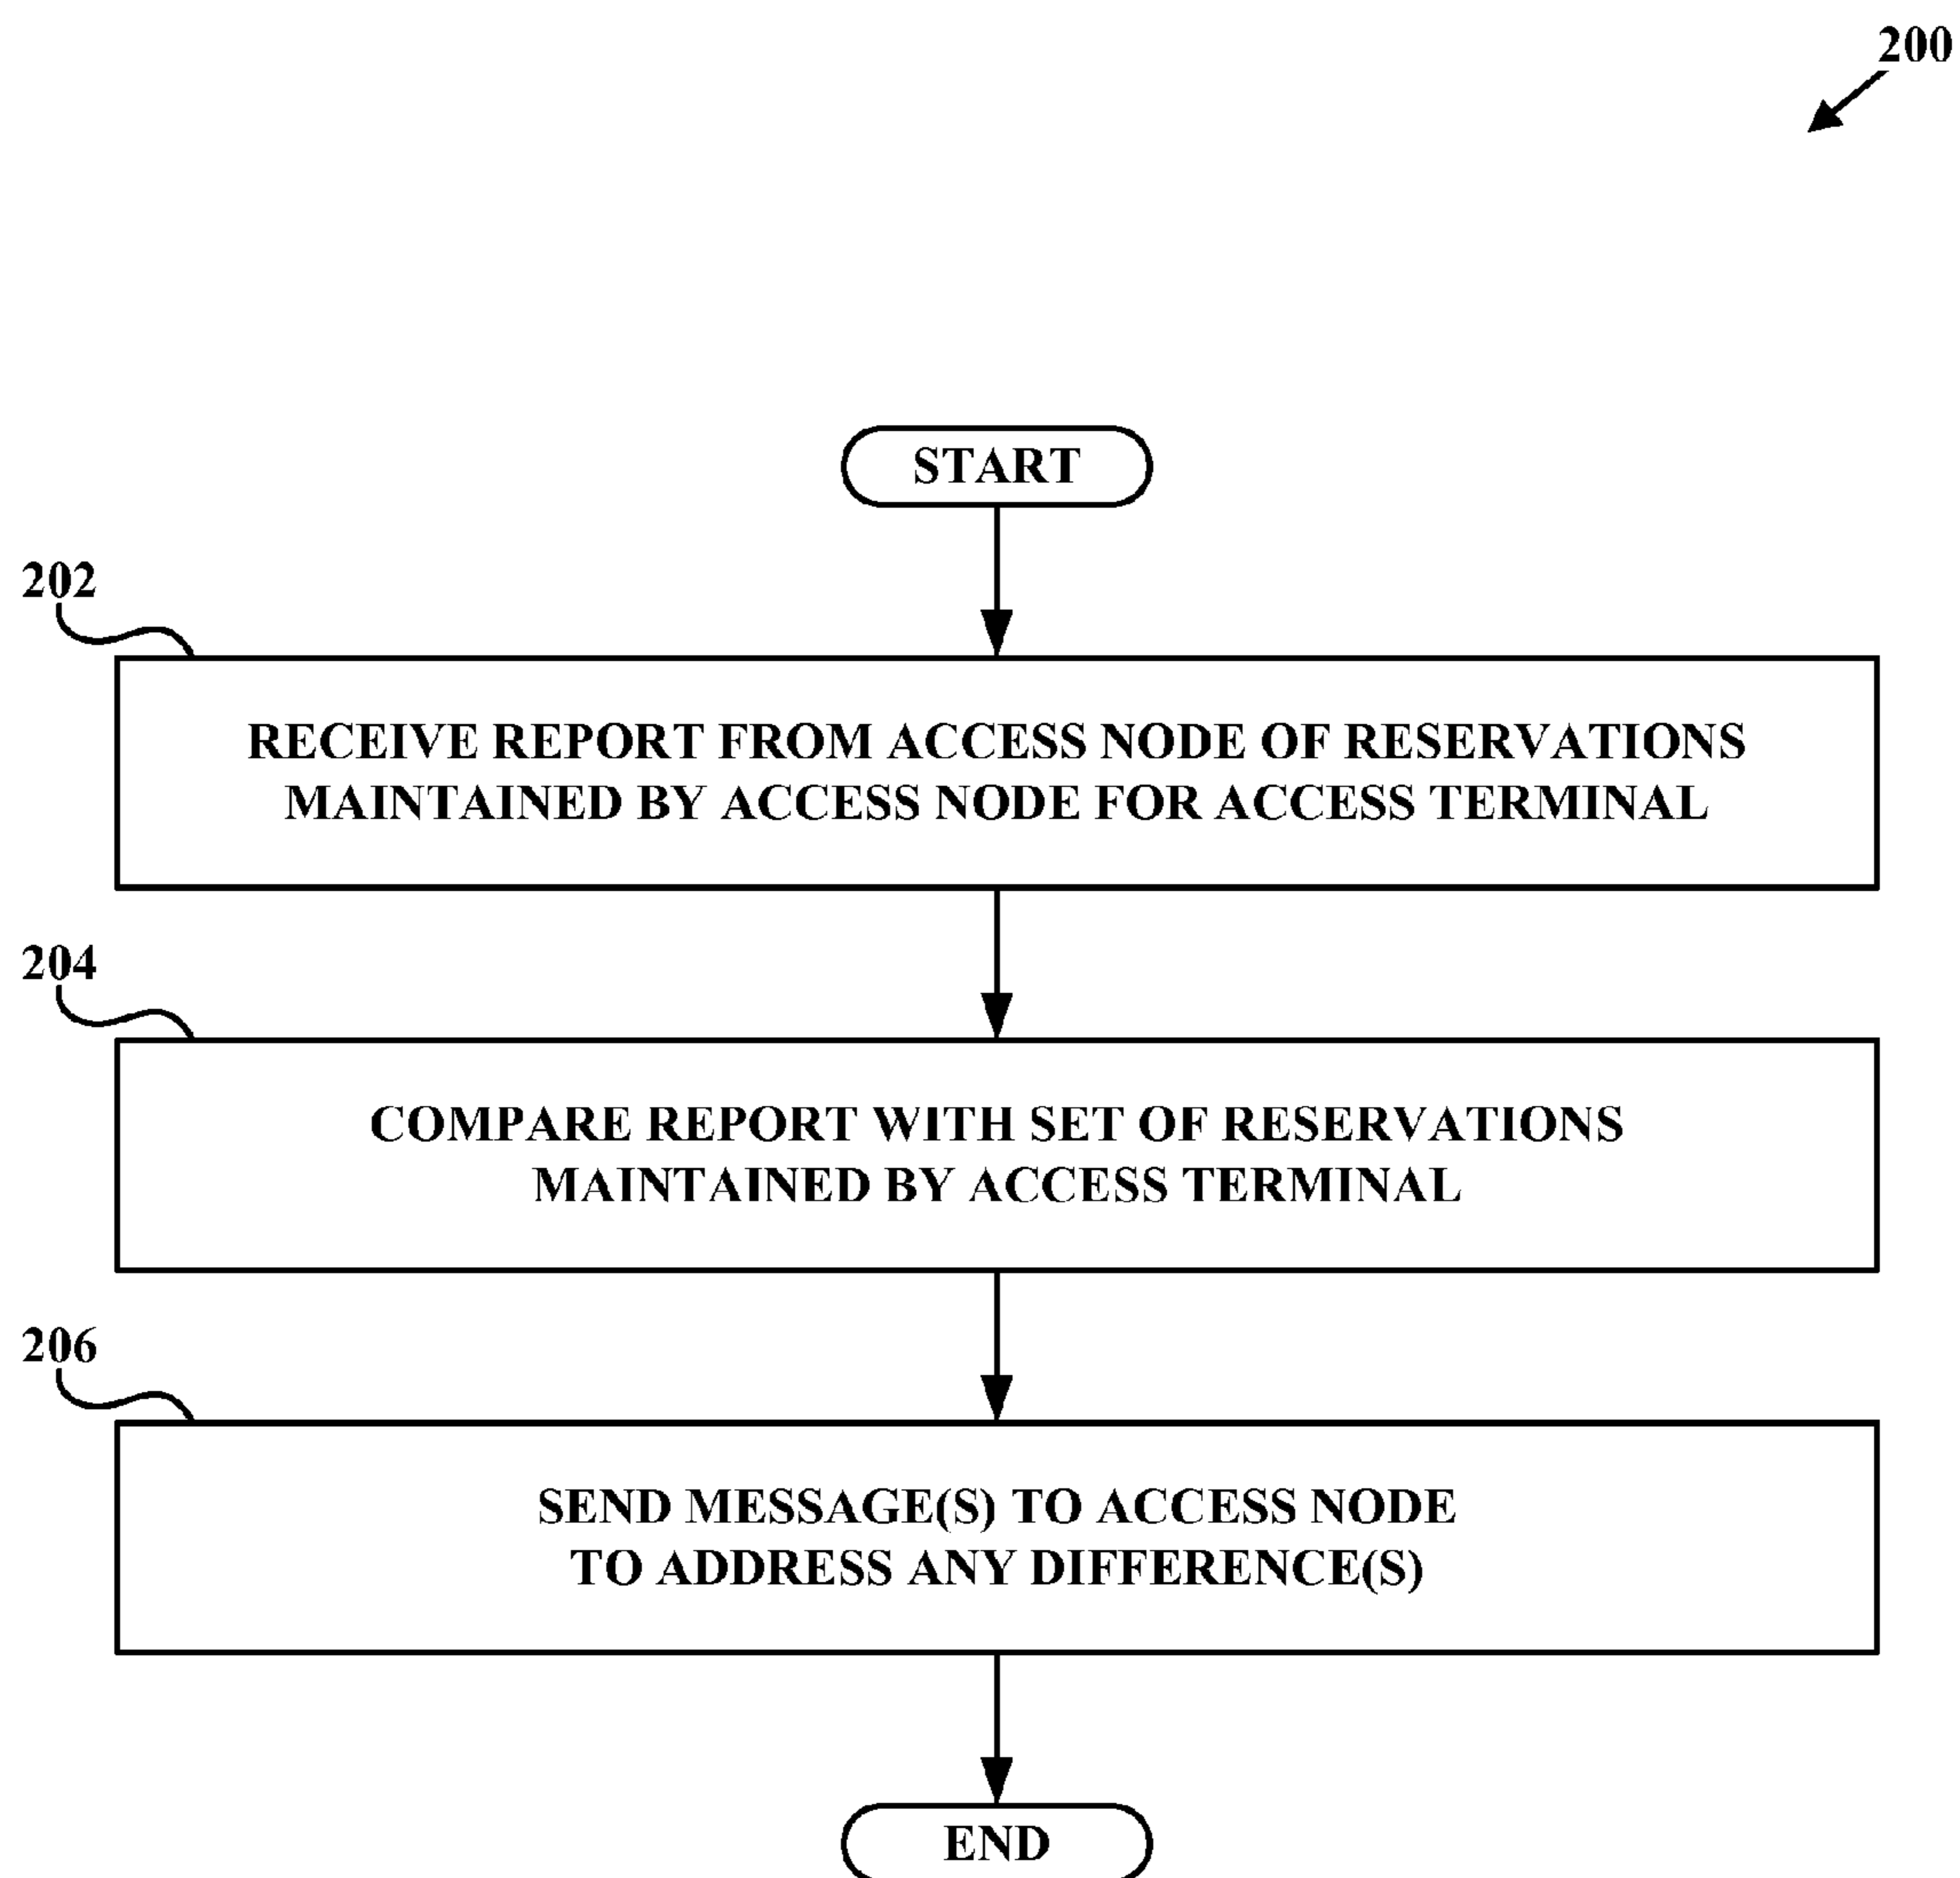 200
START
202
RECEIVE REPORT FROM ACCESS NODE OF RESERVATIONS
MAINTAINED BY ACCESS NODE FOR ACCESS TERMINAL
204
COMPARE REPORT WITH SET OF RESERVATIONS
MAINTAINED BY ACCESS TERMINAL
206
SEND MESSAGE(S) TO ACCESS NODE
TO ADDRESS ANY DIFFERENCE(S)
END